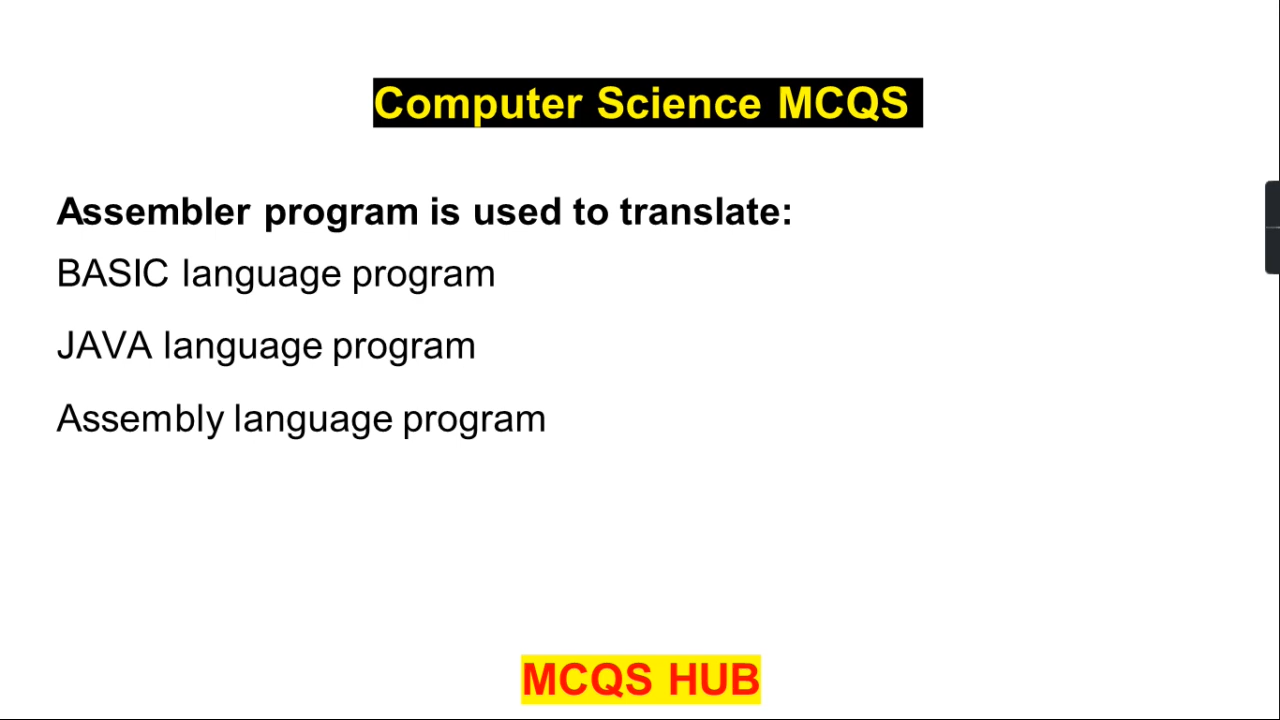 Computer Science MCQS
Assembler program is used to translate:
BASIC language program
JAVA language program
Assembly language program
MCQS HUB